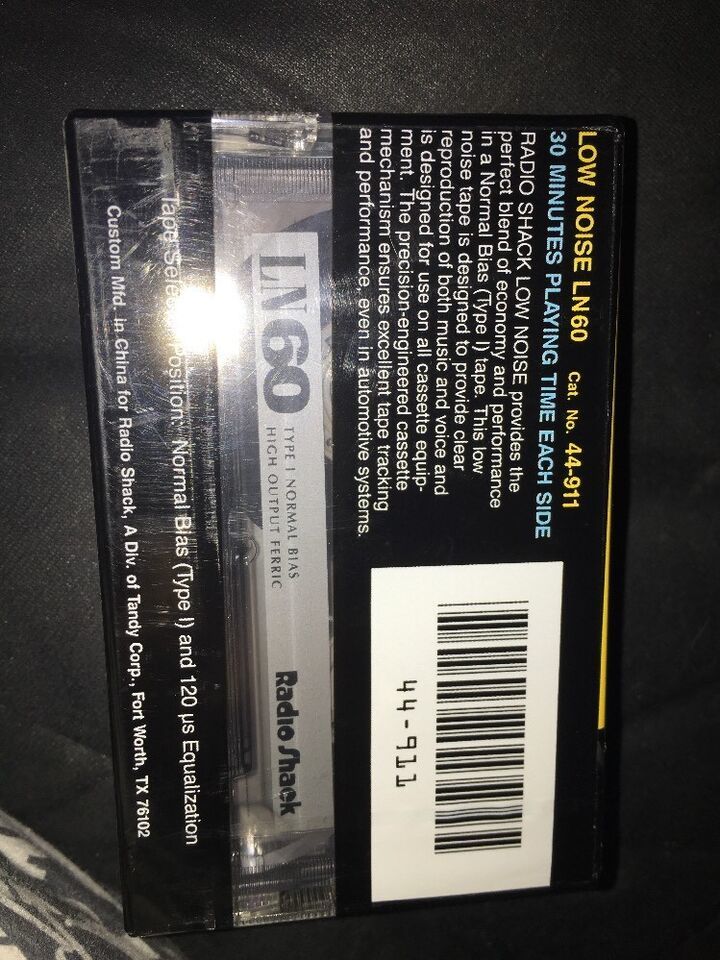 LOW NOISE LN60 Cat. No. 44-911
30 MINUTES PLAYING TIME EACH SIDE
RADIO SHACK LOW NOISE provides the
perfect blend of economy and performance
in a Normal Bias (Type I) tape. This low
noise tape is designed to provide clear
reproduction of both music and voice and
is designed for use on all cassette equip-
ment. The precision-engineered cassette
mechanism ensures excellent tape tracking
and performance, even in automotive systems.
44-911
LN60 TYPE I NORMAL BIAS
HIGH OUTPUT FERRIC
Radio Shack
Tape Position: Normal Bias (Type I) and 120 µs Equalization
Custom Mfd. in China for Radio Shack, A Div. of Tandy Corp., Fort Worth, TX 76102